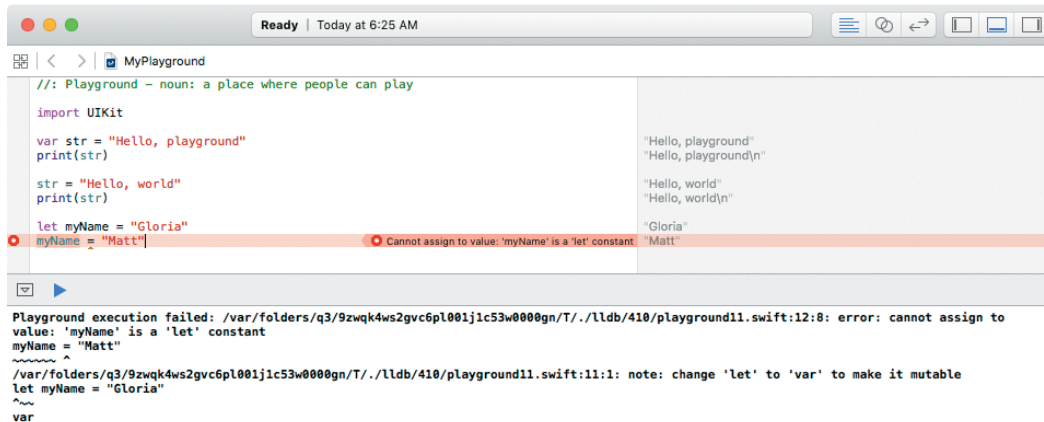 Ready | Today at 6:25 AM
MyPlayground
//: Playground – noun: a place where people can play
import UIKit
var str = "Hello, playground"
"Hello, playground"
print(str)
"Hello, playground\n"
str = "Hello, world"
"Hello, world"
print(str)
"Hello, world\n"
let myName = "Gloria"
"Gloria"
myName = "Matt"
Cannot assign to value: 'myName' is a 'let' constant
"Matt"
Playground execution failed: /var/folders/q3/9zwqk4ws2gvc6pl001j1c53w0000gn/T/./lldb/410/playground11.swift:12:8: error: cannot assign to
value: 'myName' is a 'let' constant
myName = "Matt"
~~~~~~ ^
/var/folders/q3/9zwqk4ws2gvc6pl001j1c53w0000gn/T/./lldb/410/playground11.swift:11:1: note: change 'let' to 'var' to make it mutable
let myName = "Gloria"
^~~
var